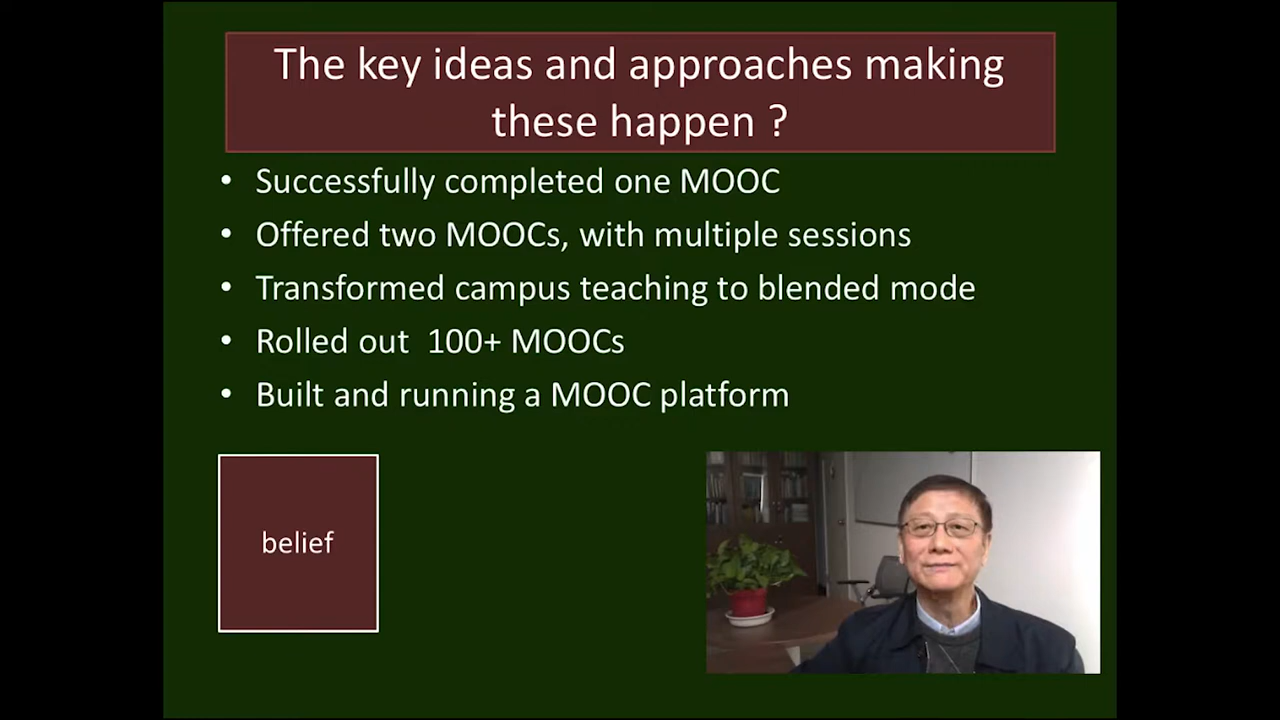 The key ideas and approaches making
these happen ?
• Successfully completed one MOOC
• Offered two MOOCs, with multiple sessions
• Transformed campus teaching to blended mode
• Rolled out  100+ MOOCs
• Built and running a MOOC platform
belief